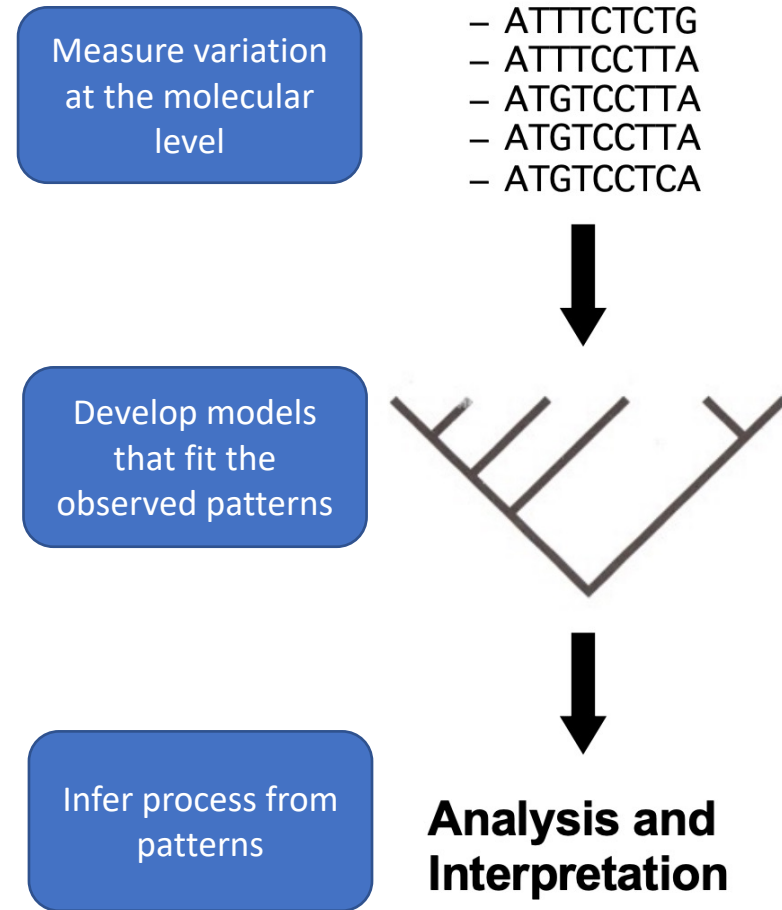 Measure variation
at the molecular
level
– ATTTCTCTG
– ATTTCCTTA
– ATGTCCTTA
– ATGTCCTTA
– ATGTCCTCA
Develop models
that fit the
observed patterns
Infer process from
patterns
Analysis and
Interpretation